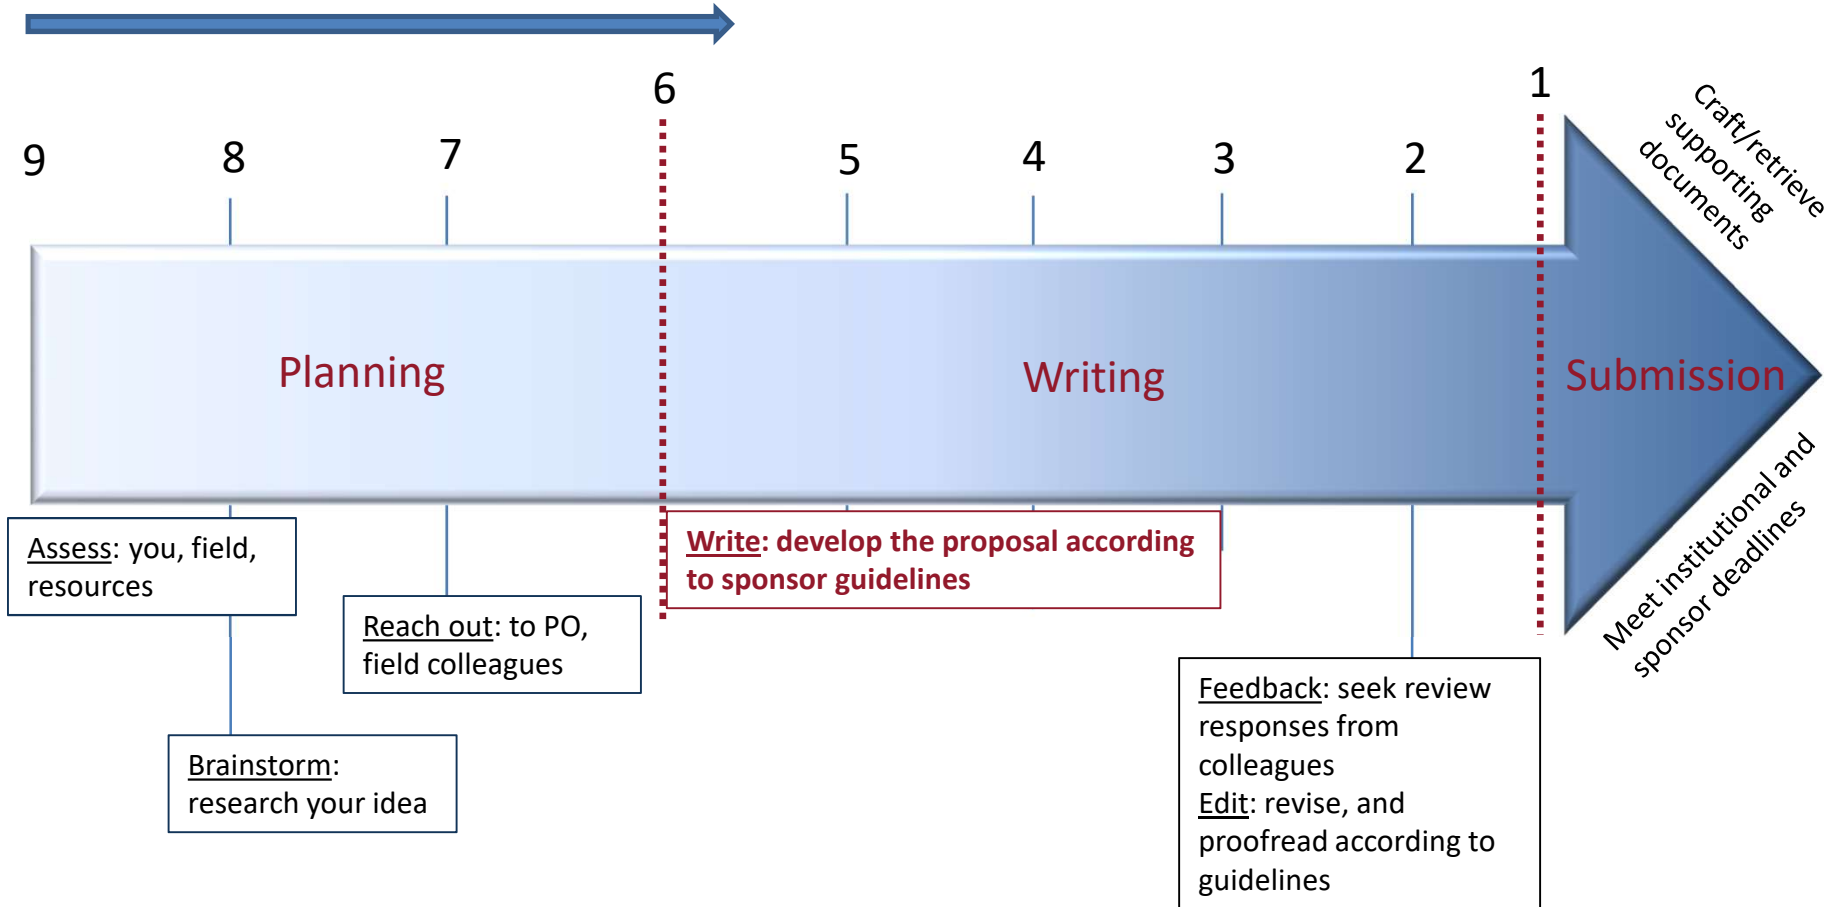 9
8
7
6
5
4
3
2
1
Planning
Writing
Submission
Craft/retrieve
supporting
documents
Meet institutional and
sponsor deadlines
Assess: you, field,
resources
Brainstorm:
research your idea
Reach out: to PO,
field colleagues
Write: develop the proposal according
to sponsor guidelines
Feedback: seek review
responses from
colleagues
Edit: revise, and
proofread according to
guidelines